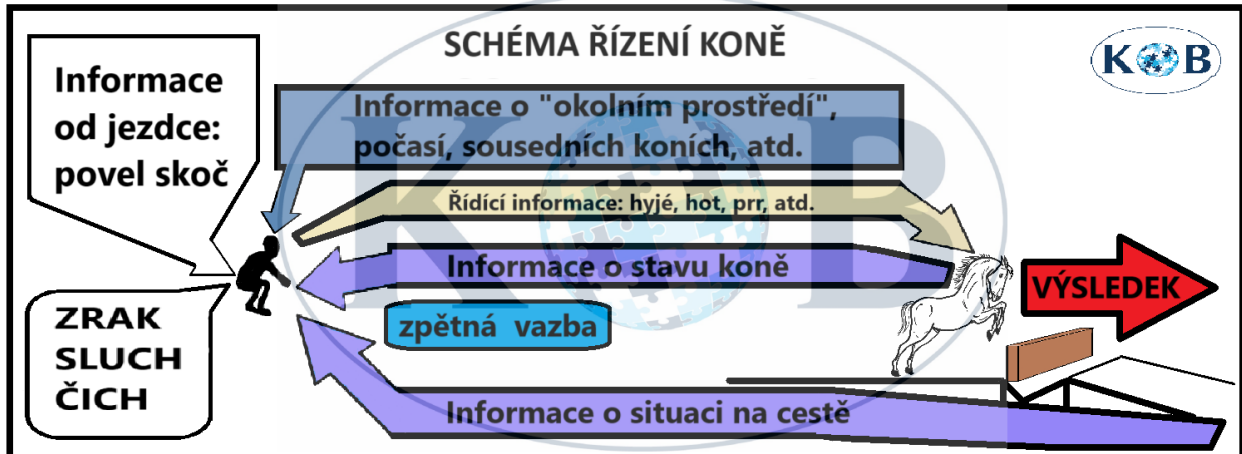 SCHÉMA ŘÍZENÍ KONĚ
KOB
Informace
od jezdce:
povel skoč
Informace o "okolním prostředí",
počasí, sousedních koních, atd.
Řídící informace: hyjé, hot, prr, atd.
Informace o stavu koně
VÝSLEDEK
zpětná vazba
ZRAK
SLUCH
ČICH
Informace o situaci na cestě
K B